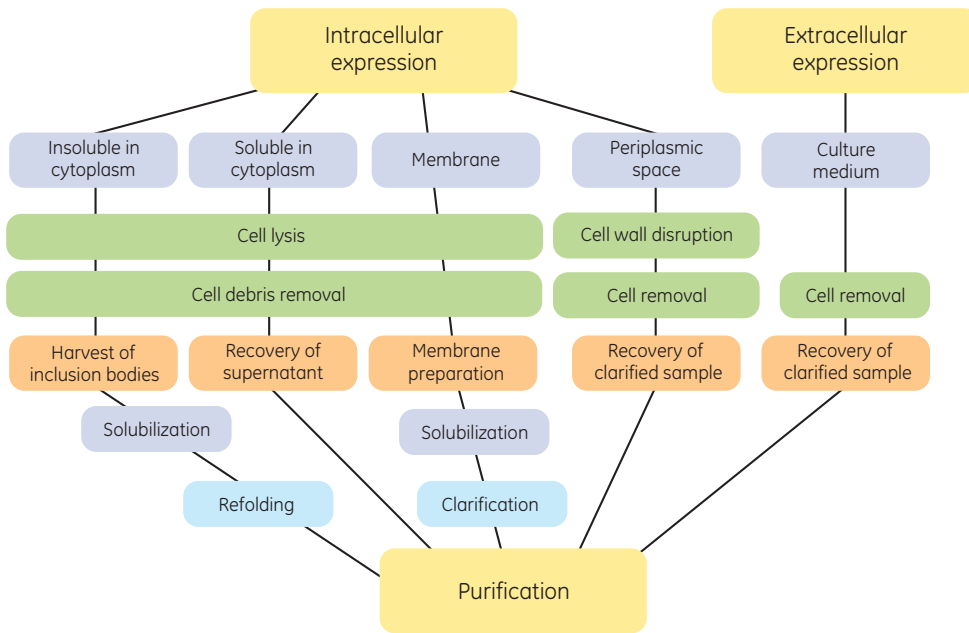 Intracellular
expression
Extracellular
expression
Insoluble in
cytoplasm
Soluble in
cytoplasm
Membrane
Periplasmic
space
Culture
medium
Cell lysis
Cell wall disruption
Cell debris removal
Cell removal
Cell removal
Harvest of
inclusion bodies
Recovery of
supernatant
Membrane
preparation
Recovery of
clarified sample
Recovery of
clarified sample
Solubilization
Solubilization
Refolding
Clarification
Purification